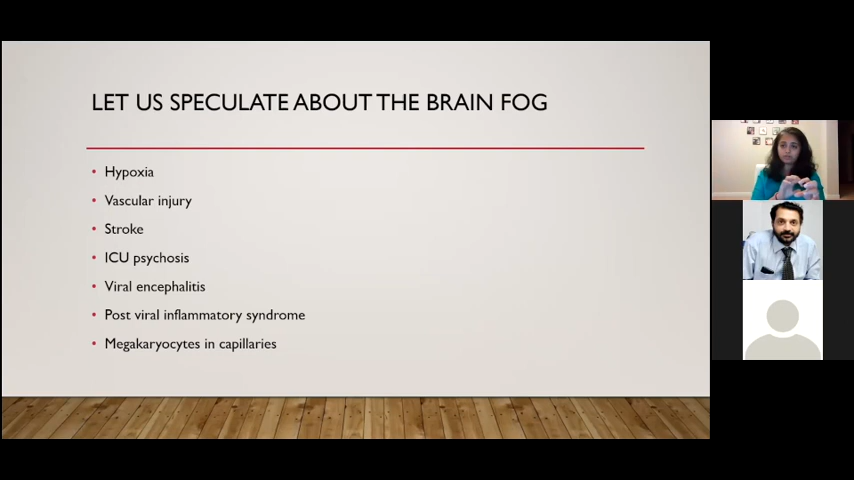 LET US SPECULATE ABOUT THE BRAIN FOG
• Hypoxia
• Vascular injury
• Stroke
• ICU psychosis
• Viral encephalitis
• Post viral inflammatory syndrome
• Megakaryocytes in capillaries